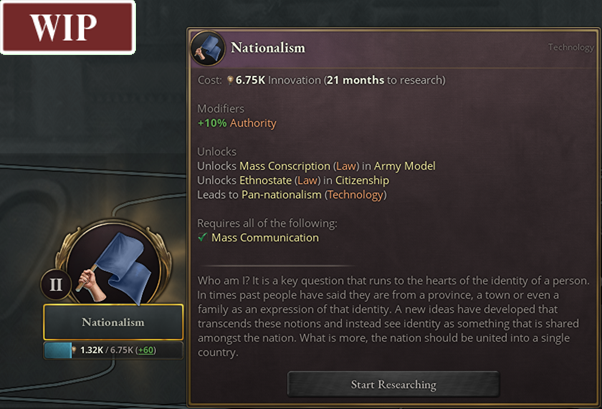 WIP
Nationalism
Technology
Cost: 6.75K Innovation (21 months to research)
Modifiers
+10% Authority
Unlocks
Unlocks Mass Conscription (Law) in Army Model
Unlocks Ethnostate (Law) in Citizenship
Leads to Pan-nationalism (Technology)
Requires all of the following:
✓ Mass Communication
Who am I? It is a key question that runs to the hearts of the identity of a person.
In times past people have said they are from a province, a town or even a
family as an expression of that identity. A new ideas have developed that
transcends these notions and instead see identity as something that is shared
amongst the nation. What is more, the nation should be united into a single
country.
Start Researching
II
Nationalism
1.32K / 6.75K (+60)